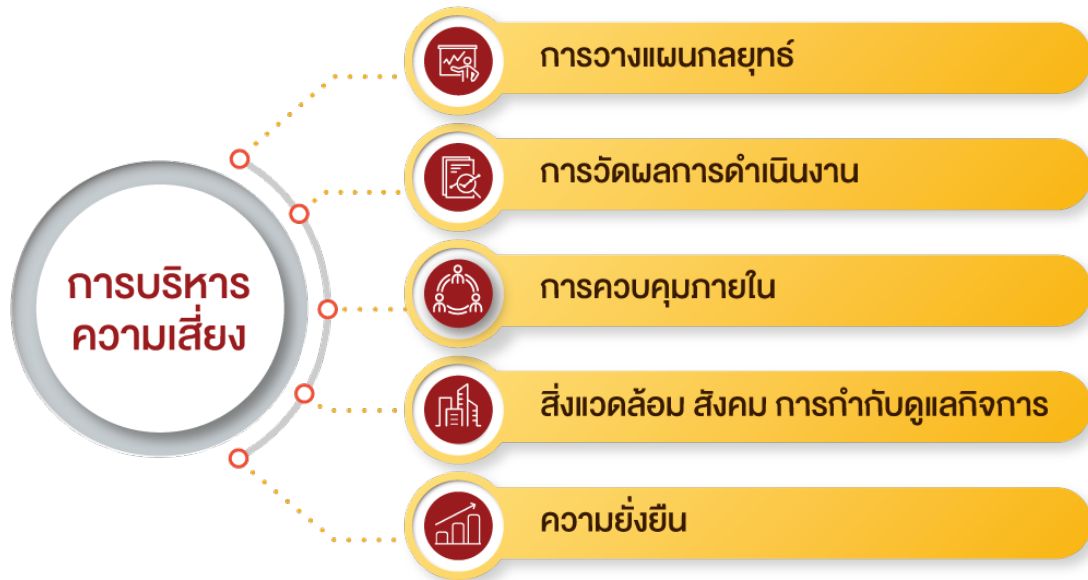 การบริหาร
ความเสี่ยง
การวางแผนกลยุทธ์
การวัดผลการดำเนินงาน
การควบคุมภายใน
สิ่งแวดล้อม สังคม การกำกับดูแลกิจการ
ความยั่งยืน